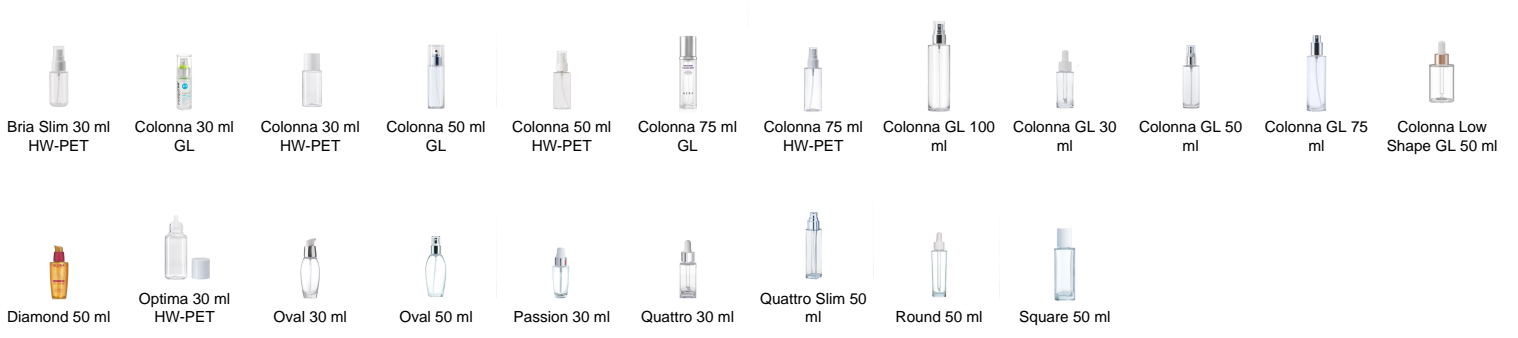 Bria Slim 30 ml
HW-PET
Colonna 30 ml
GL
Colonna 30 ml
HW-PET
Colonna 50 ml
GL
Colonna 50 ml
HW-PET
Colonna 75 ml
GL
Colonna 75 ml
HW-PET
Colonna GL 100
ml
Colonna GL 30
ml
Colonna GL 50
ml
Colonna GL 75
ml
Colonna Low
Shape GL 50 ml
Diamond 50 ml
Optima 30 ml
HW-PET
Oval 30 ml
Oval 50 ml
Passion 30 ml
Quattro 30 ml
Quattro Slim 50
ml
Round 50 ml
Square 50 ml